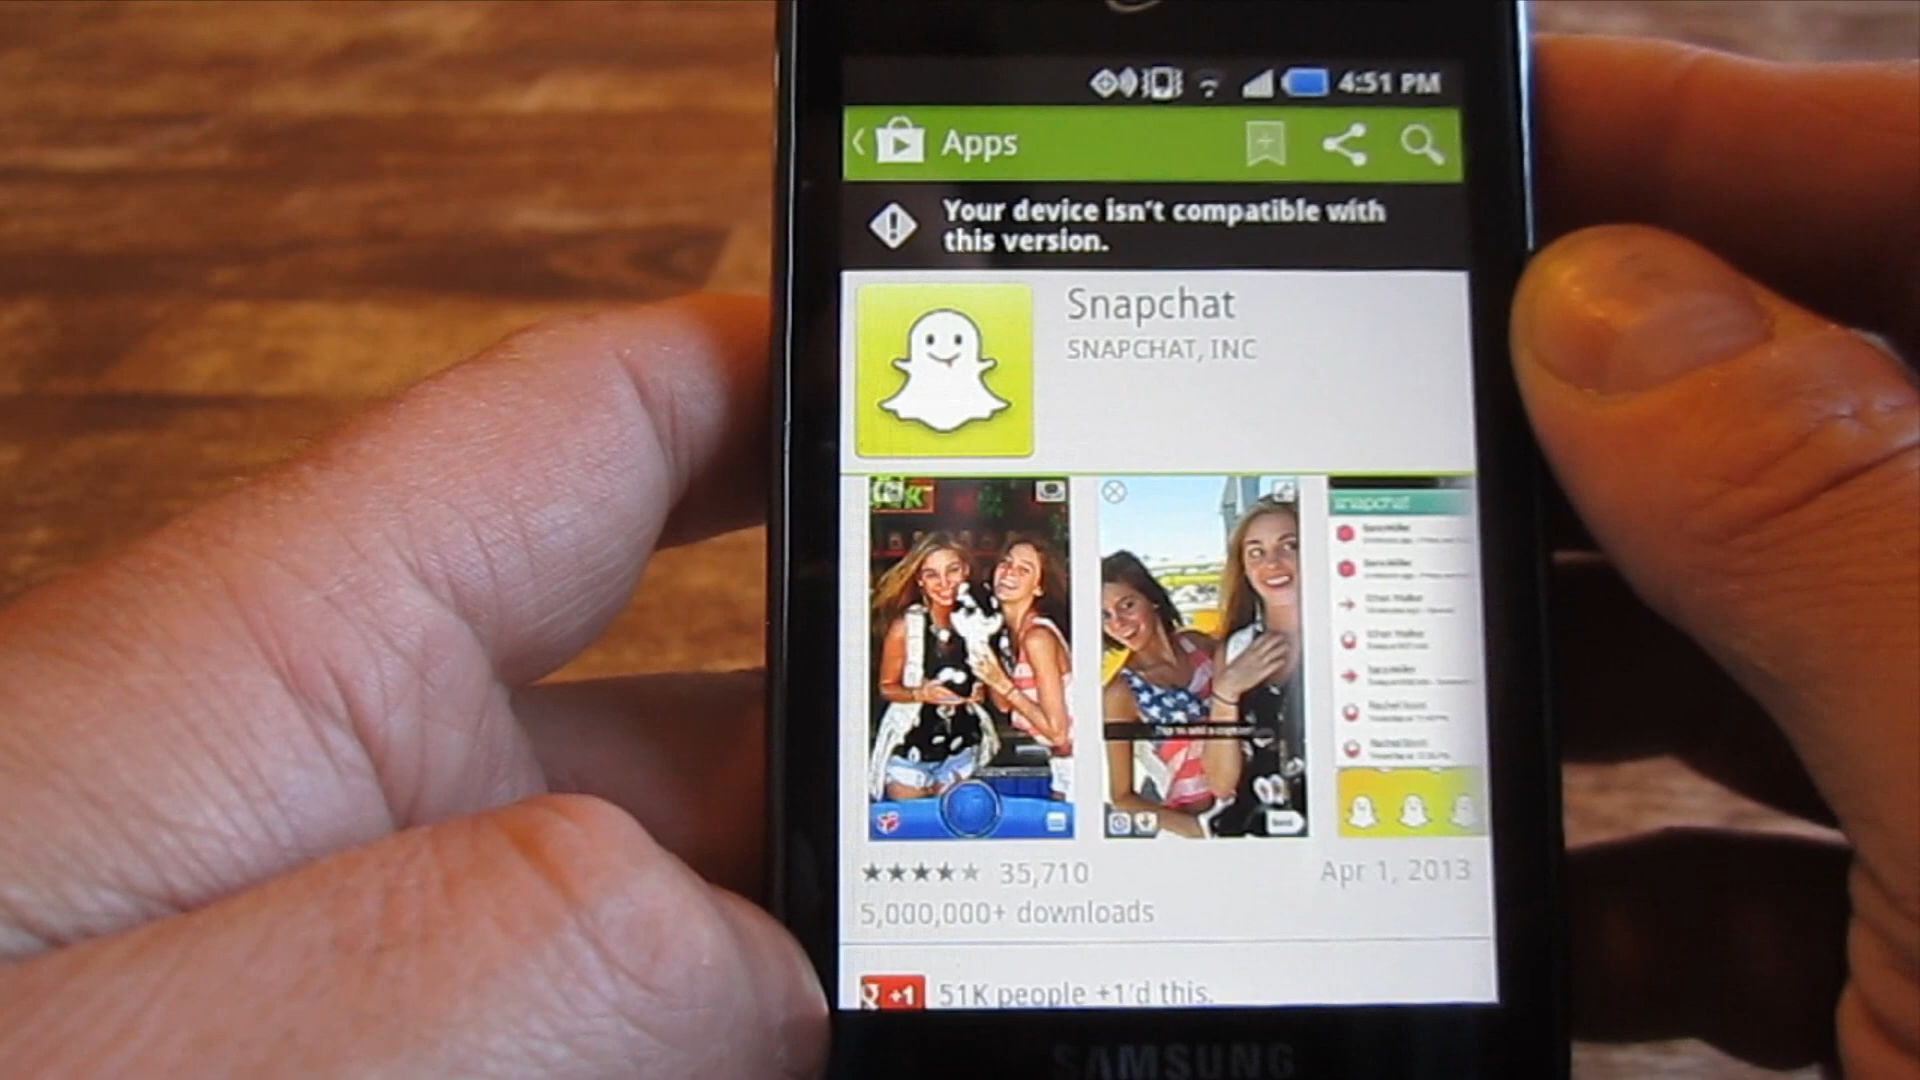 4:51 PM
Apps
Your device isn't compatible with
this version.
Snapchat
SNAPCHAT, INC
snapchat
35,710
Apr 1, 2013
5,000,000+ downloads
+1
51K people +1'd this.
SAMSUNG